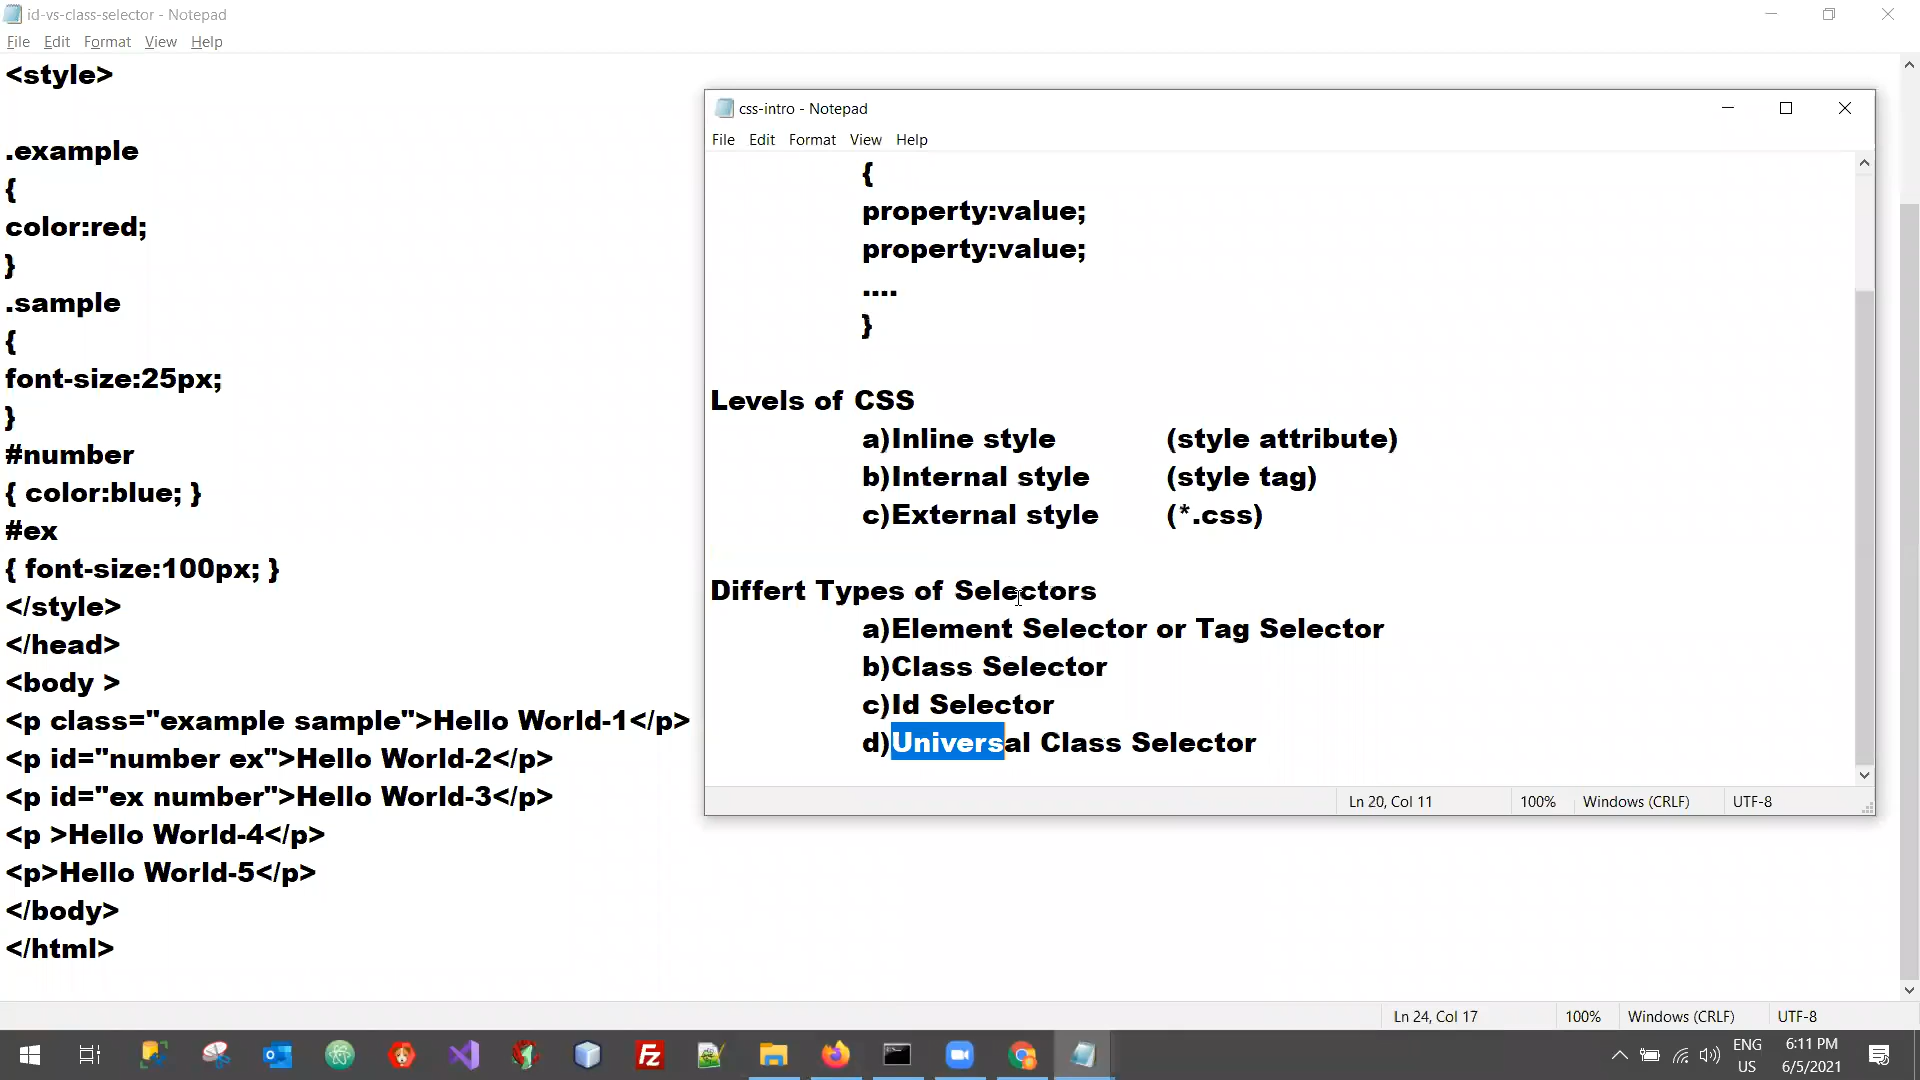 id-vs-class-selector - Notepad
File Edit Format View Help
<style>
.example
{
color:red;
}
.sample
{
font-size:25px;
}
#number
{ color:blue; }
#ex
{ font-size:100px; }
</style>
</head>
<body >
<p class="example sample">Hello World-1</p>
<p id="number ex">Hello World-2</p>
<p id="ex number">Hello World-3</p>
<p >Hello World-4</p>
<p>Hello World-5</p>
</body>
</html>
css-intro - Notepad
File Edit Format View Help
{
property:value;
property:value;
....
}
Levels of CSS
a)Inline style (style attribute)
b)Internal style (style tag)
c)External style (*.css)
Differt Types of Selectors
a)Element Selector or Tag Selector
b)Class Selector
c)Id Selector
d)Universal Class Selector
Ln 20, Col 11 100% Windows (CRLF) UTF-8
Ln 24, Col 17 100% Windows (CRLF) UTF-8
Fz
ENG
US
6:11 PM
6/5/2021